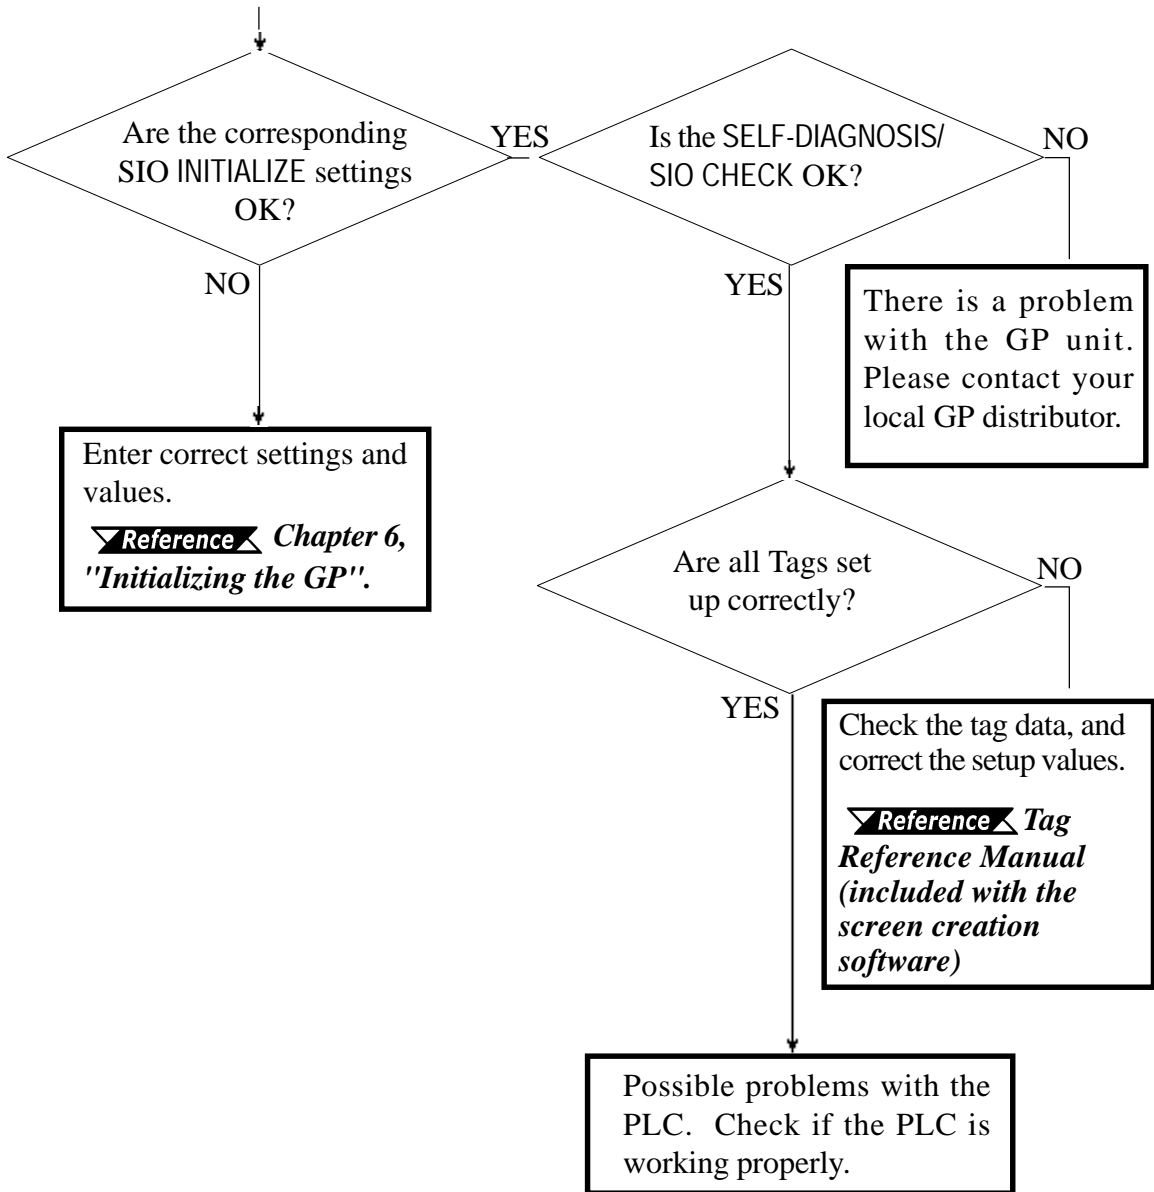 Are the corresponding
SIO INITIALIZE settings
OK?
YES
Is the SELF-DIAGNOSIS/
SIO CHECK OK?
NO
NO
YES
There is a problem
with the GP unit.
Please contact your
local GP distributor.
Enter correct settings and
values.
Reference Chapter 6,
"Initializing the GP".
Are all Tags set
up correctly?
NO
YES
Check the tag data, and
correct the setup values.
Reference Tag
Reference Manual
(included with the
screen creation
software)
Possible problems with the
PLC. Check if the PLC is
working properly.